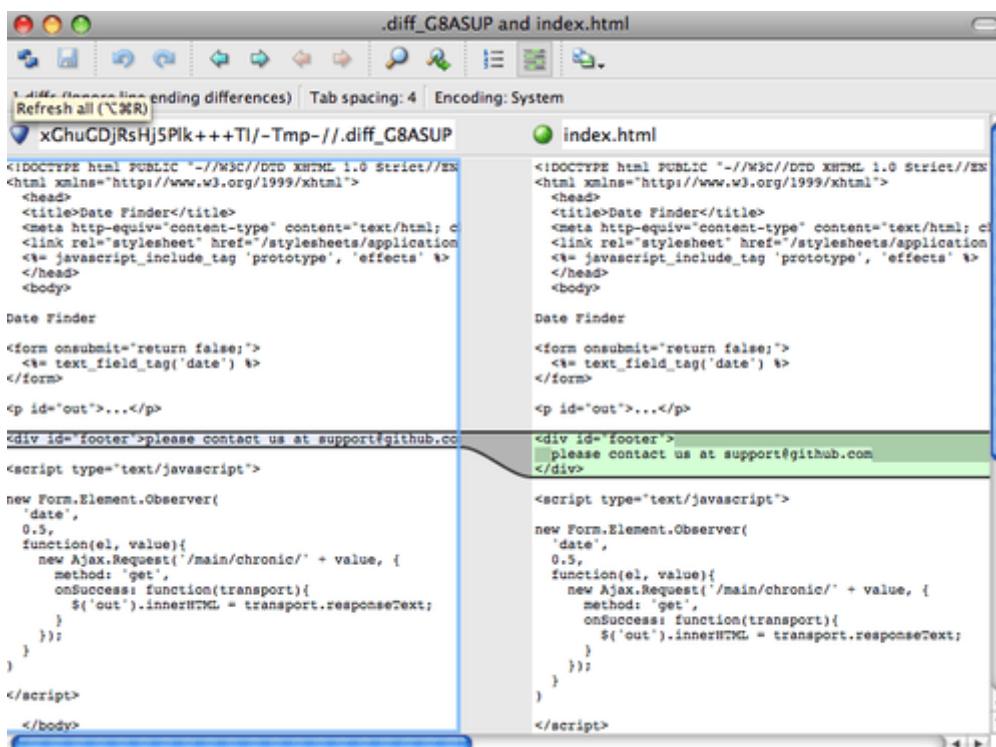 .diff_G8ASUP and index.html
ending differences) Tab spacing: 4 Encoding: System
Refresh all (⌥⌘R)
xGhuGDjRsHj5Plk+++TI/-Tmp-//.diff_G8ASUP
<!DOCTYPE html PUBLIC "-//W3C//DTD XHTML 1.0 Strict//EN
<html xmlns="http://www.w3.org/1999/xhtml">
<head>
<title>Date Finder</title>
<meta http-equiv="content-type" content="text/html; c
<link rel="stylesheet" href="/stylesheets/application
<%= javascript_include_tag 'prototype', 'effects' %>
</head>
<body>
Date Finder
<form onsubmit="return false;">
<%= text_field_tag('date') %>
</form>
<p id="out">...</p>
<div id="footer">please contact us at support@github.co
<script type="text/javascript">
new Form.Element.Observer(
'date',
0.5,
function(el, value){
new Ajax.Request('/main/chronic/' + value, {
method: 'get',
onSuccess: function(transport){
$('out').innerHTML = transport.responseText;
}
});
}
)
</script>
</body>
index.html
<!DOCTYPE html PUBLIC "-//W3C//DTD XHTML 1.0 Strict//EN
<html xmlns="http://www.w3.org/1999/xhtml">
<head>
<title>Date Finder</title>
<meta http-equiv="content-type" content="text/html; c
<link rel="stylesheet" href="/stylesheets/application
<%= javascript_include_tag 'prototype', 'effects' %>
</head>
<body>
Date Finder
<form onsubmit="return false;">
<%= text_field_tag('date') %>
</form>
<p id="out">...</p>
<div id="footer">
please contact us at support@github.com
</div>
<script type="text/javascript">
new Form.Element.Observer(
'date',
0.5,
function(el, value){
new Ajax.Request('/main/chronic/' + value, {
method: 'get',
onSuccess: function(transport){
$('out').innerHTML = transport.responseText;
}
});
}
)
</script>